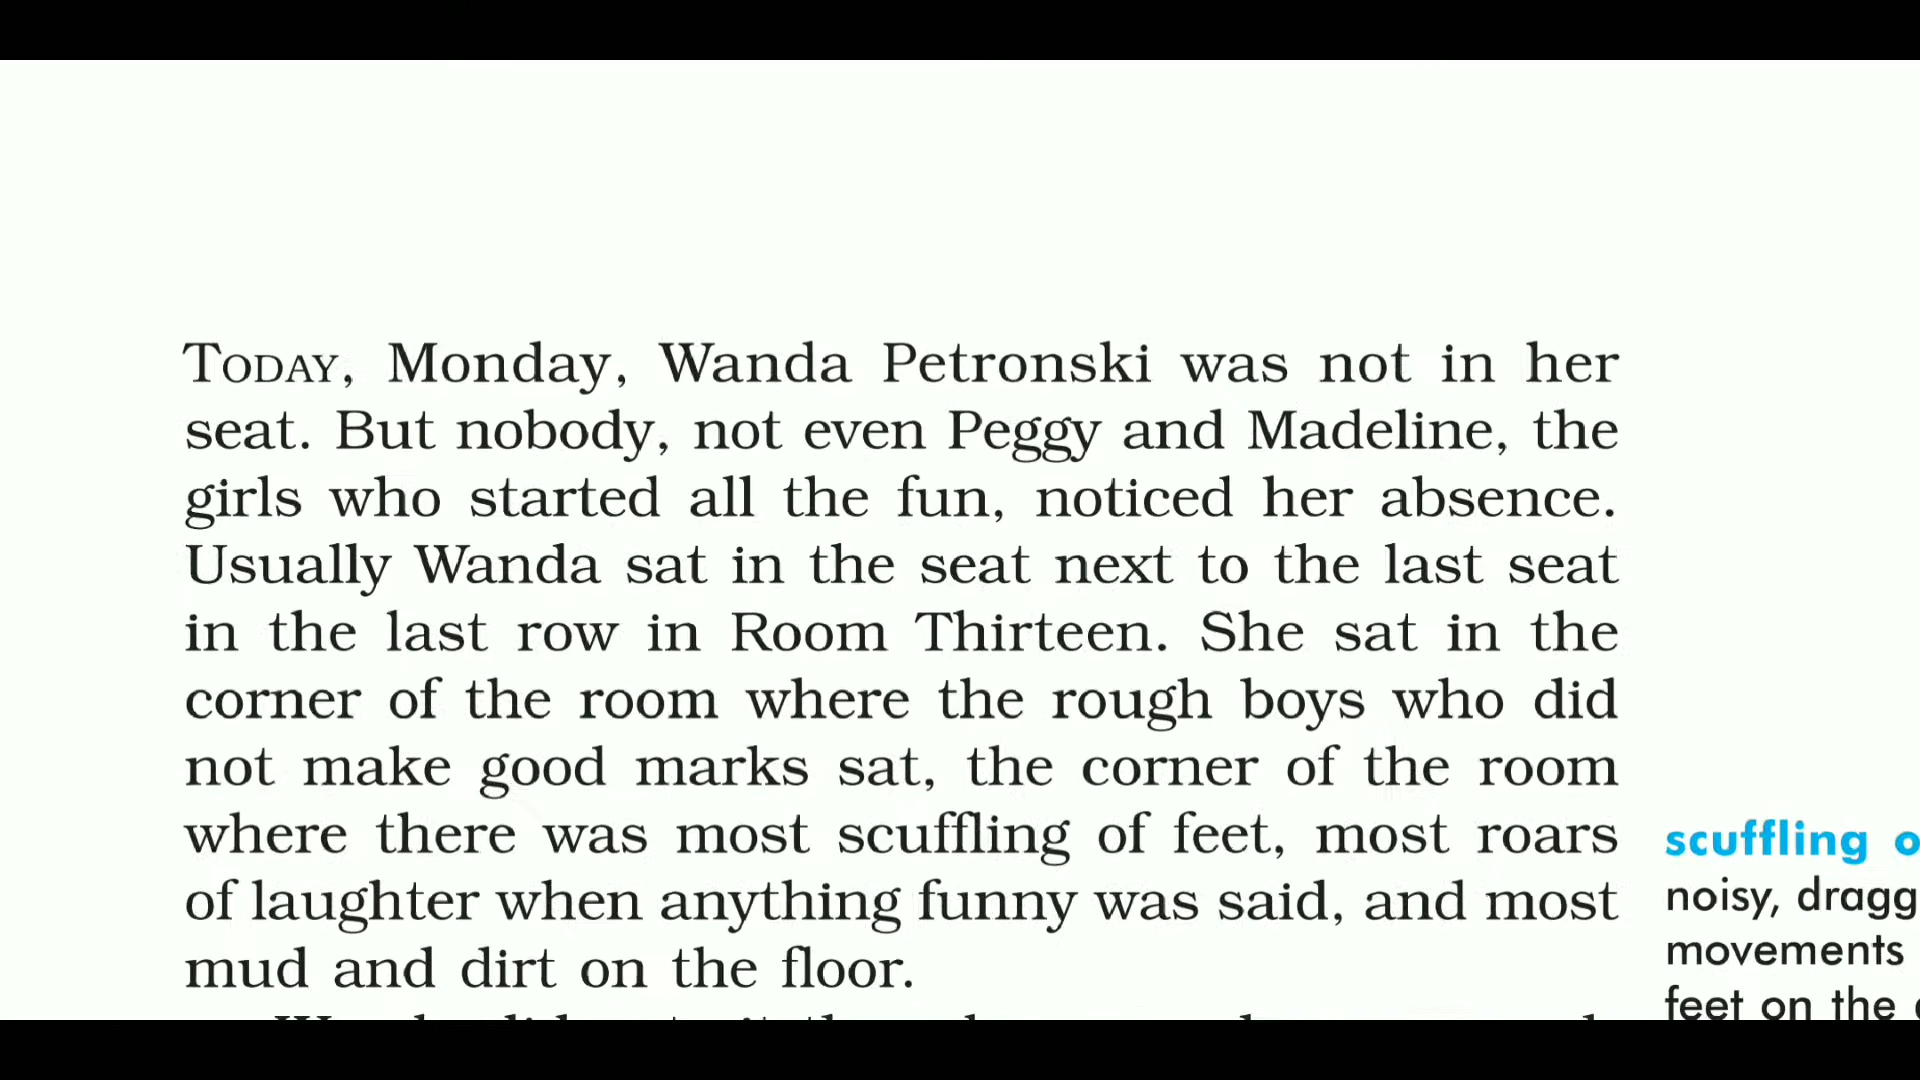 TODAY, Monday, Wanda Petronski was not in her
seat. But nobody, not even Peggy and Madeline, the
girls who started all the fun, noticed her absence.
Usually Wanda sat in the seat next to the last seat
in the last row in Room Thirteen. She sat in the
corner of the room where the rough boys who did
not make good marks sat, the corner of the room
where there was most scuffling of feet, most roars
of laughter when anything funny was said, and most
mud and dirt on the floor.
scuffling o
noisy, dragg
movements
feet on the